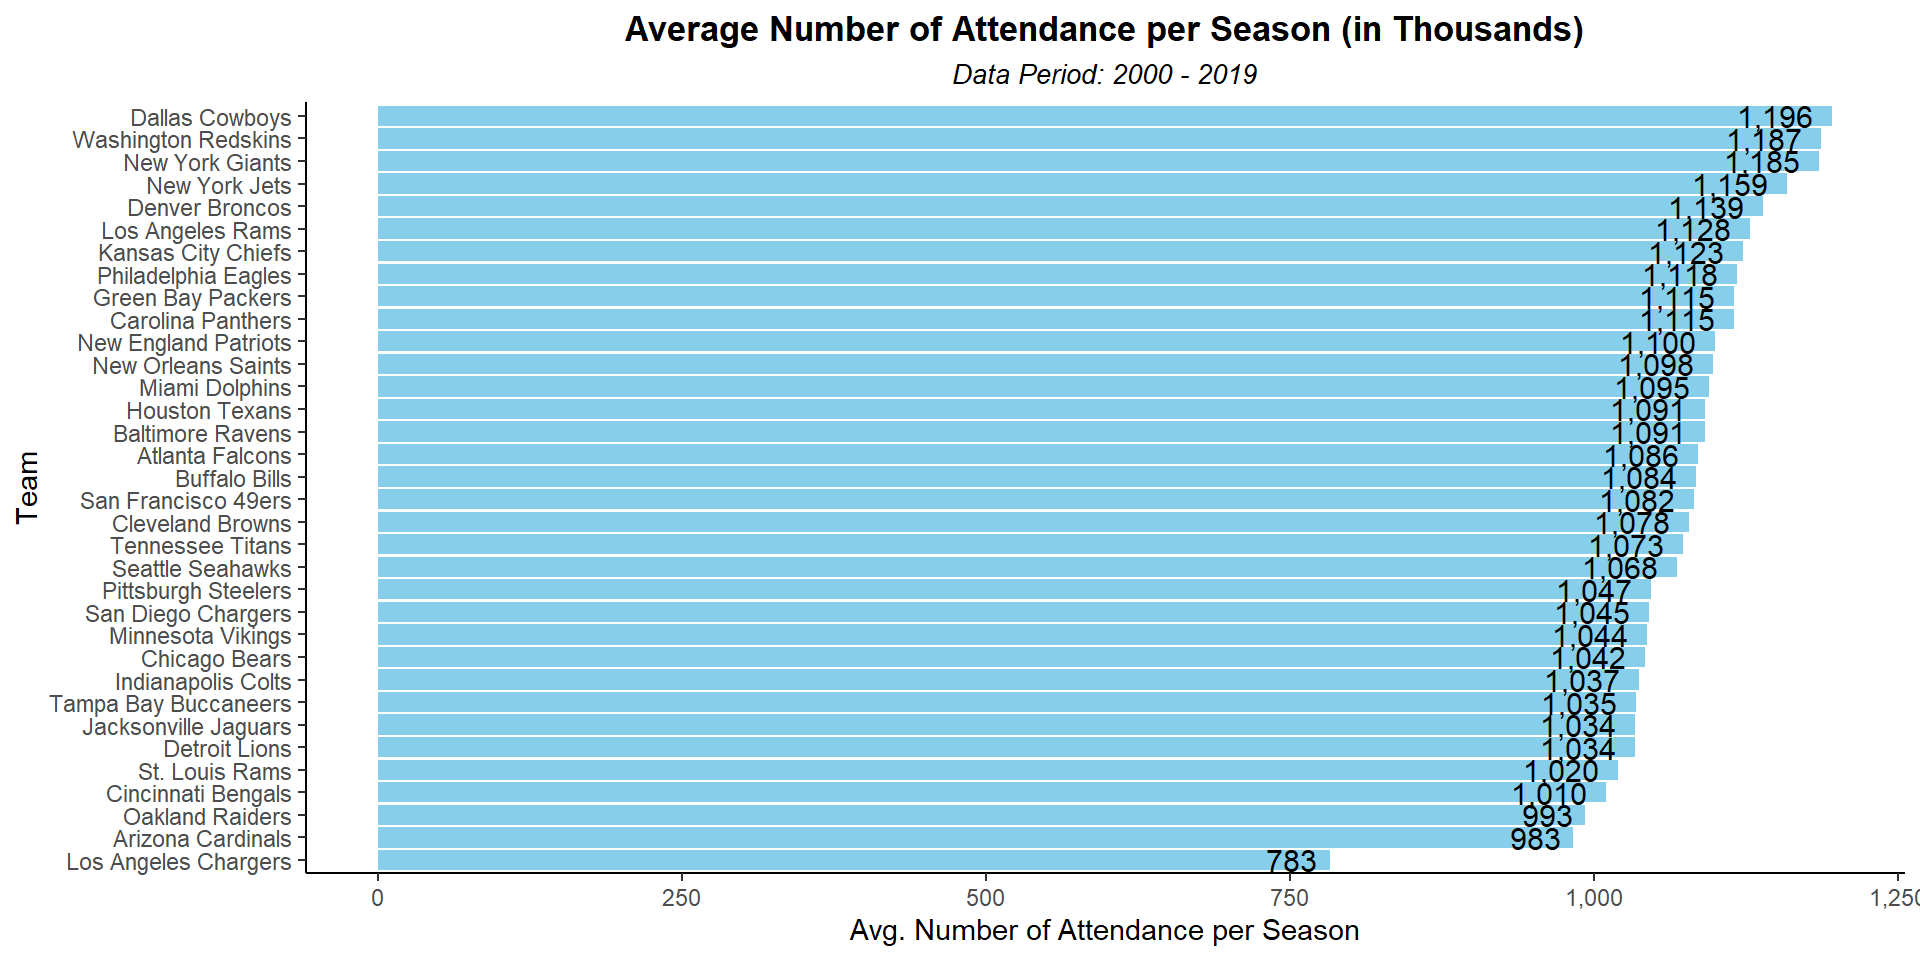 Average Number of Attendance per Season (in Thousands)
Data Period: 2000 - 2019
Team
Dallas Cowboys 1,196
Washington Redskins 1,187
New York Giants 1,185
New York Jets 1,159
Denver Broncos 1,139
Los Angeles Rams 1,128
Kansas City Chiefs 1,123
Philadelphia Eagles 1,118
Green Bay Packers 1,115
Carolina Panthers 1,115
New England Patriots 1,100
New Orleans Saints 1,098
Miami Dolphins 1,095
Houston Texans 1,091
Baltimore Ravens 1,091
Atlanta Falcons 1,086
Buffalo Bills 1,084
San Francisco 49ers 1,082
Cleveland Browns 1,078
Tennessee Titans 1,073
Seattle Seahawks 1,068
Pittsburgh Steelers 1,047
San Diego Chargers 1,045
Minnesota Vikings 1,044
Chicago Bears 1,042
Indianapolis Colts 1,037
Tampa Bay Buccaneers 1,035
Jacksonville Jaguars 1,034
Detroit Lions 1,034
St. Louis Rams 1,020
Cincinnati Bengals 1,010
Oakland Raiders 993
Arizona Cardinals 983
Los Angeles Chargers 783
0 250 500 750 1,000 1,250
Avg. Number of Attendance per Season